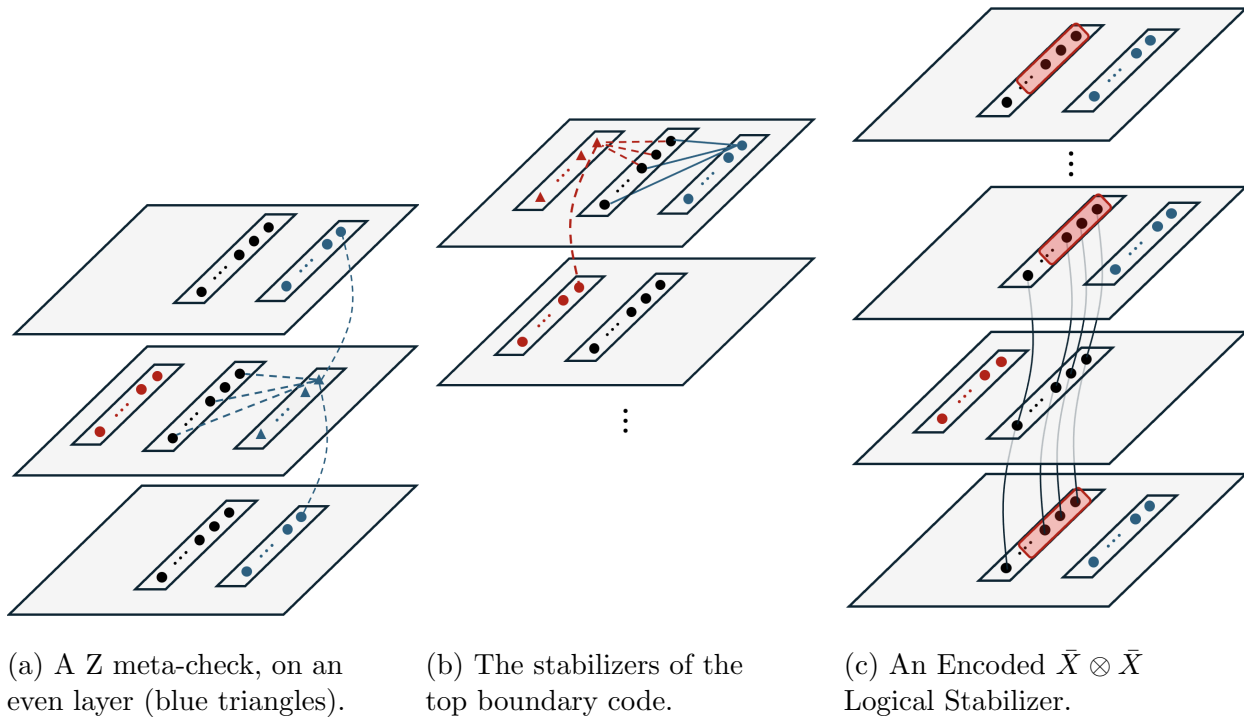 (a) A Z meta-check, on an
even layer (blue triangles).
(b) The stabilizers of the
top boundary code.
(c) An Encoded X̄ ⊗ X̄
Logical Stabilizer.